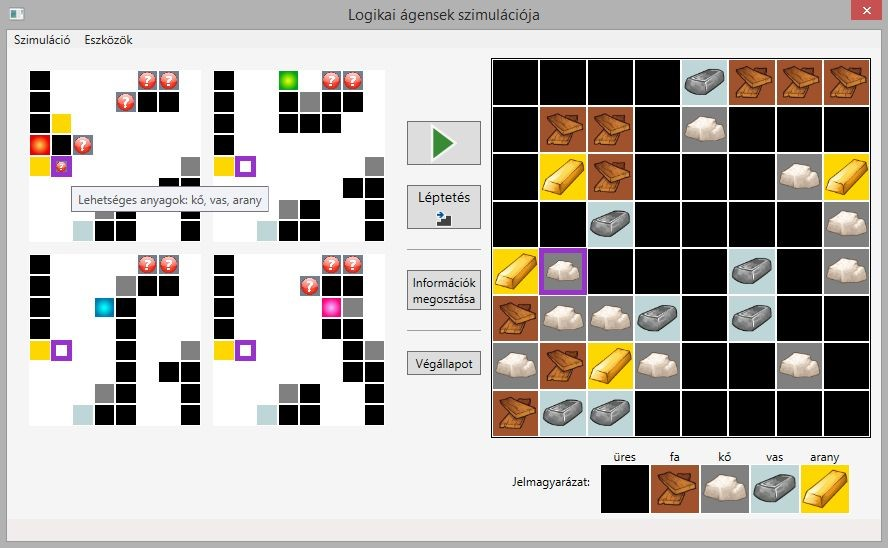 Logikai ágensek szimulációja
Szimuláció Eszközök
Lehetséges anyagok: kő, vas, arany
Léptetés
Információk
megosztása
Végállapot
üres fa kő vas arany
Jelmagyarázat: